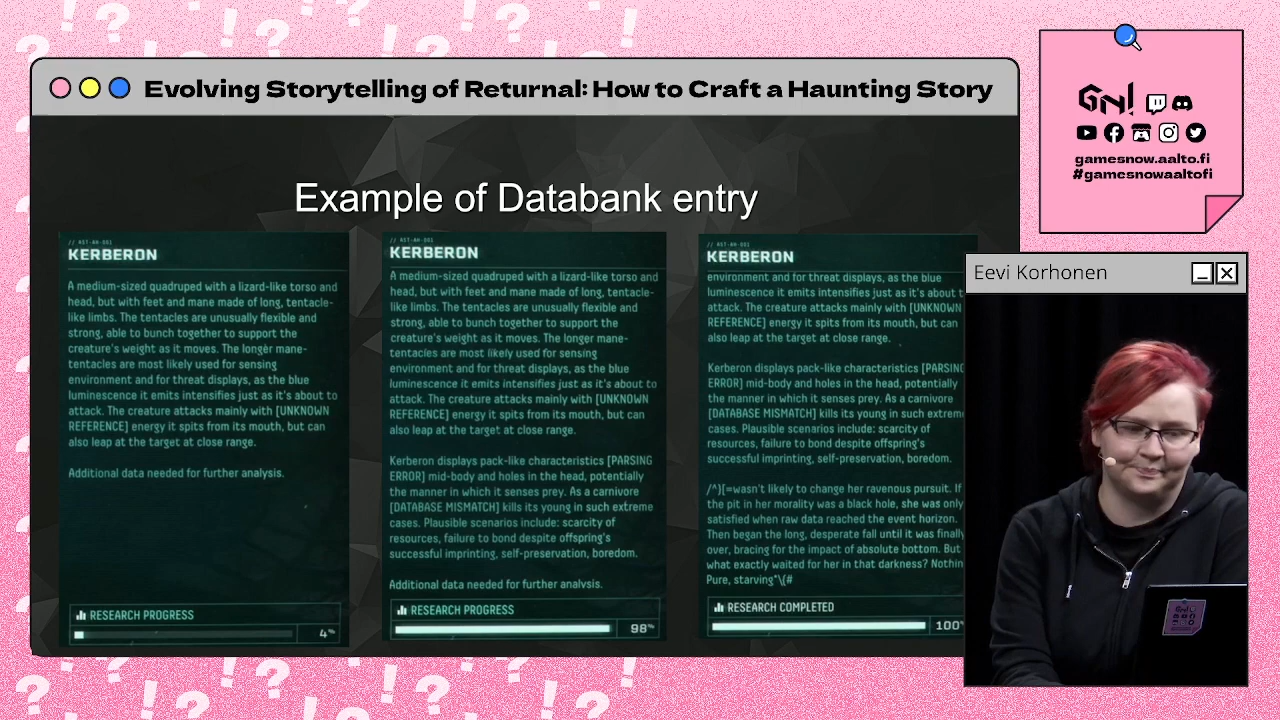 Evolving Storytelling of Returnal: How to Craft a Haunting Story
GN!
gamesnow.aalto.fi
#gamesnowaaltofi
Example of Databank entry
// AST-AH-001
KERBERON
A medium-sized quadruped with a lizard-like torso and
head, but with feet and mane made of long, tentacle-
like limbs. The tentacles are unusually flexible and
strong, able to bunch together to support the
creature's weight as it moves. The longer mane-
tentacles are most likely used for sensing
environment and for threat displays, as the blue
luminescence it emits intensifies just as it's about to
attack. The creature attacks mainly with [UNKNOWN
REFERENCE] energy it spits from its mouth, but can
also leap at the target at close range.
Additional data needed for further analysis.
RESEARCH PROGRESS
4%
// AST-AH-001
KERBERON
A medium-sized quadruped with a lizard-like torso and
head, but with feet and mane made of long, tentacle-
like limbs. The tentacles are unusually flexible and
strong, able to bunch together to support the
creature's weight as it moves. The longer mane-
tentacles are most likely used for sensing
environment and for threat displays, as the blue
luminescence it emits intensifies just as it's about to
attack. The creature attacks mainly with [UNKNOWN
REFERENCE] energy it spits from its mouth, but can
also leap at the target at close range.
Kerberon displays pack-like characteristics [PARSING
ERROR] mid-body and holes in the head, potentially
the manner in which it senses prey. As a carnivore
[DATABASE MISMATCH] kills its young in such extreme
cases. Plausible scenarios include: scarcity of
resources, failure to bond despite offspring's
successful imprinting, self-preservation, boredom.
Additional data needed for further analysis.
RESEARCH PROGRESS
98%
// AST-AH-001
KERBERON
environment and for threat displays, as the blue
luminescence it emits intensifies just as it's about t
attack. The creature attacks mainly with [UNKNOWN
REFERENCE] energy it spits from its mouth, but can
also leap at the target at close range.
Kerberon displays pack-like characteristics [PARSING
ERROR] mid-body and holes in the head, potentially
the manner in which it senses prey. As a carnivore
[DATABASE MISMATCH] kills its young in such extreme
cases. Plausible scenarios include: scarcity of
resources, failure to bond despite offspring's
successful imprinting, self-preservation, boredom.
/^}[=wasn't likely to change her ravenous pursuit. If
the pit in her morality was a black hole, she was only
satisfied when raw data reached the event horizon.
Then began the long, desperate fall until it was finally
over, bracing for the impact of absolute bottom. But
what exactly waited for her in that darkness? Nothin
Pure, starving"\{#
RESEARCH COMPLETED
100%
Eevi Korhonen
GN!